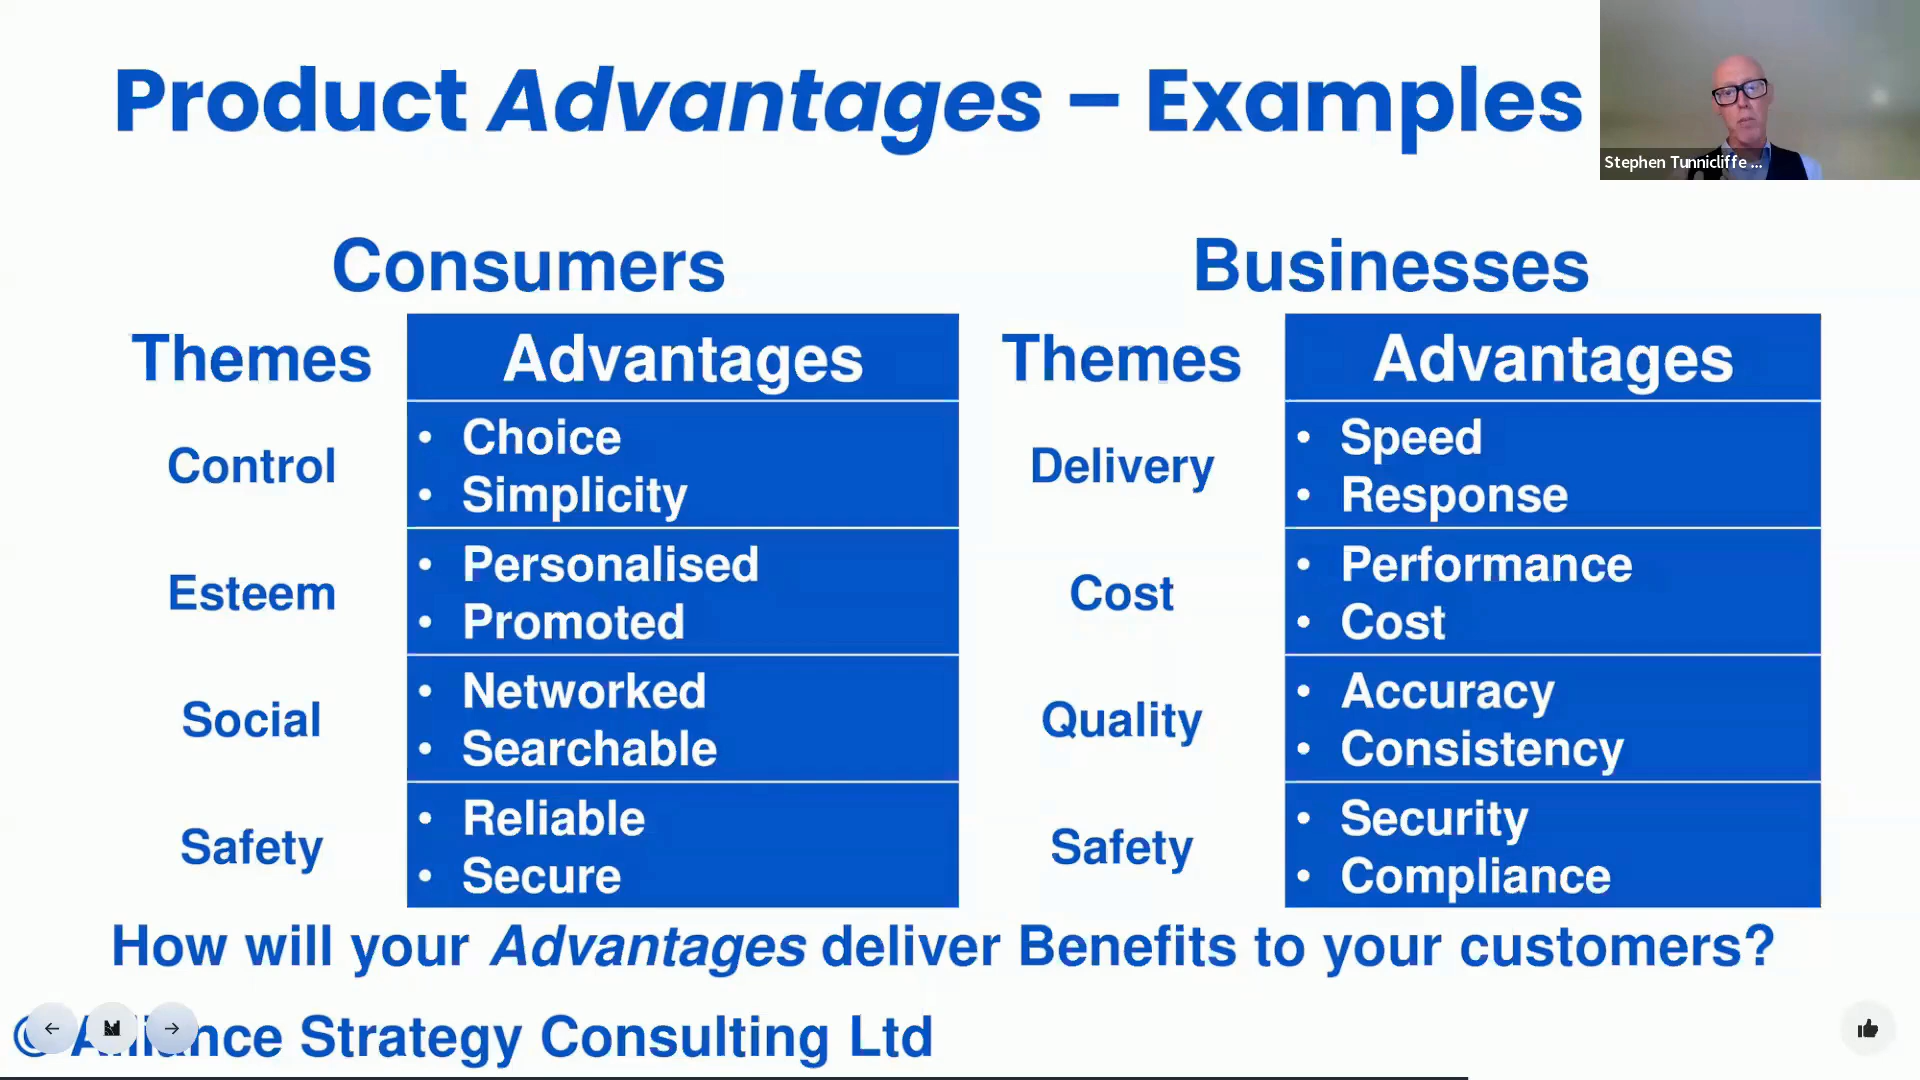 Product Advantages – Examples
Stephen Tunnicliffe ...
Consumers
Themes
Advantages
Control
• Choice
• Simplicity
Esteem
• Personalised
• Promoted
Social
• Networked
• Searchable
Safety
• Reliable
• Secure
Businesses
Themes
Advantages
Delivery
• Speed
• Response
Cost
• Performance
• Cost
Quality
• Accuracy
• Consistency
Safety
• Security
• Compliance
How will your Advantages deliver Benefits to your customers?
© Alliance Strategy Consulting Ltd